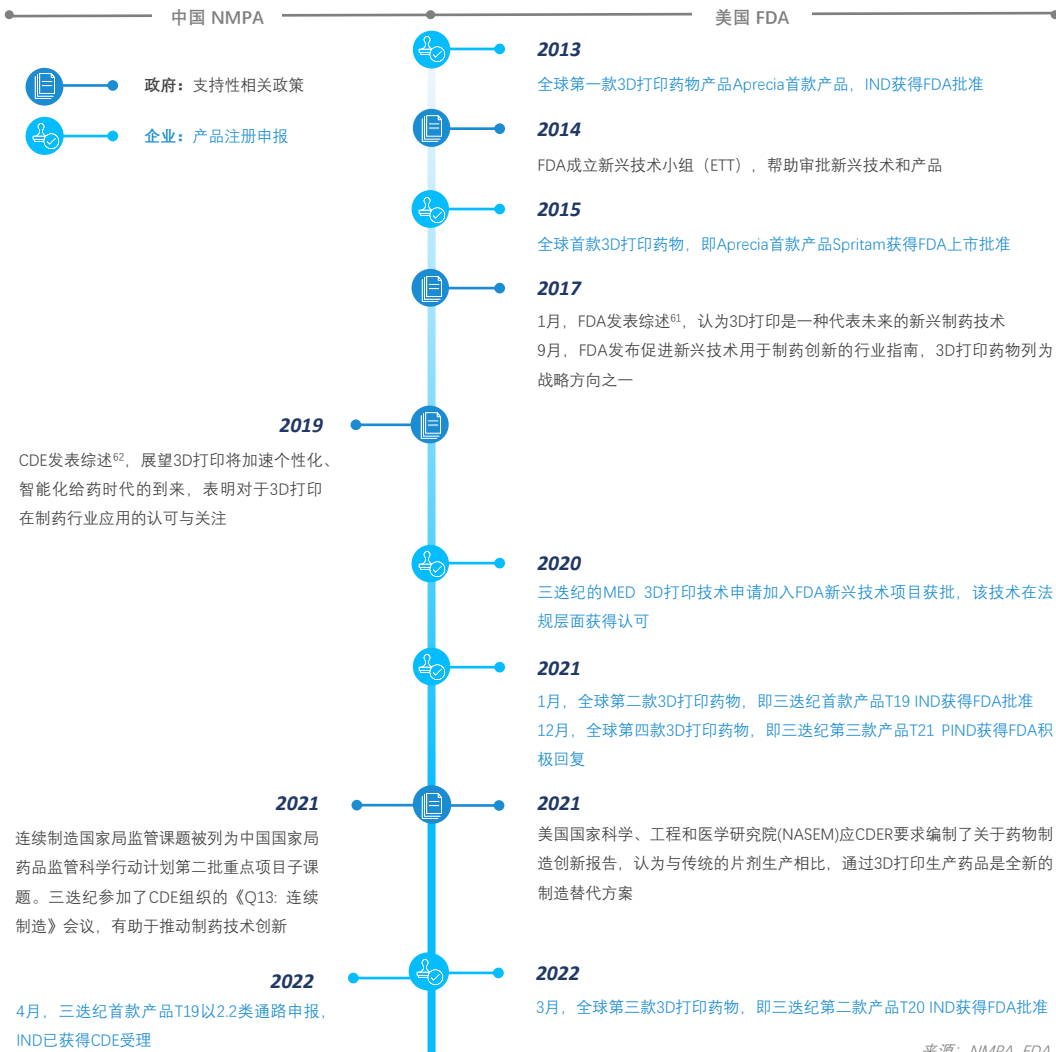 中国 NMPA
美国 FDA
政府：支持性相关政策
企业：产品注册申报
2013
全球第一款3D打印药物产品Aprecia首款产品，IND获得FDA批准
2014
FDA成立新兴技术小组（ETT），帮助审批新兴技术和产品
2015
全球首款3D打印药物，即Aprecia首款产品Spritam获得FDA上市批准
2017
1月，FDA发表综述61，认为3D打印是一种代表未来的新兴制药技术
9月，FDA发布促进新兴技术用于制药创新的行业指南，3D打印药物列为
战略方向之一
2019
CDE发表综述62，展望3D打印将加速个性化、
智能化给药时代的到来，表明对于3D打印
在制药行业应用的认可与关注
2020
三迭纪的MED 3D打印技术申请加入FDA新兴技术项目获批，该技术在法
规层面获得认可
2021
1月，全球第二款3D打印药物，即三迭纪首款产品T19 IND获得FDA批准
12月，全球第四款3D打印药物，即三迭纪第三款产品T21 PIND获得FDA积
极回复
2021
连续制造国家局监管课题被列为中国国家局
药品监管科学行动计划第二批重点项目子课
题。三迭纪参加了CDE组织的《Q13: 连续
制造》会议，有助于推动制药技术创新
2021
美国国家科学、工程和医学研究院(NASEM)应CDER要求编制了关于药物制
造创新报告，认为与传统的片剂生产相比，通过3D打印生产药品是全新的
制造替代方案
2022
4月，三迭纪首款产品T19以2.2类通路申报，
IND已获得CDE受理
2022
3月，全球第三款3D打印药物，即三迭纪第二款产品T20 IND获得FDA批准
来源：NMPA, FDA